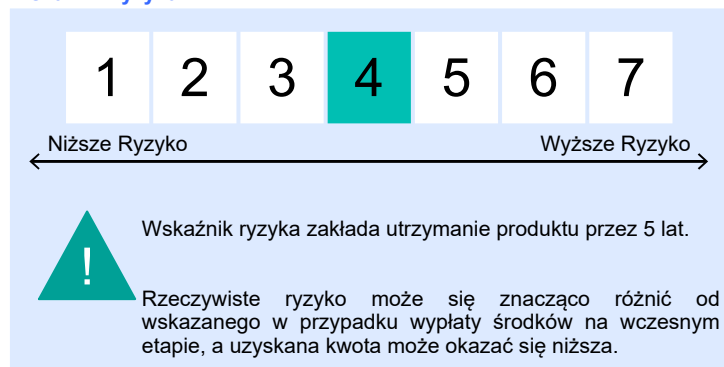 1 2 3 4 5 6 7
Niższe Ryzyko Wyższe Ryzyko
!
Wskaźnik ryzyka zakłada utrzymanie produktu przez 5 lat.
Rzeczywiste ryzyko może się znacząco różnić od
wskazanego w przypadku wypłaty środków na wczesnym
etapie, a uzyskana kwota może okazać się niższa.